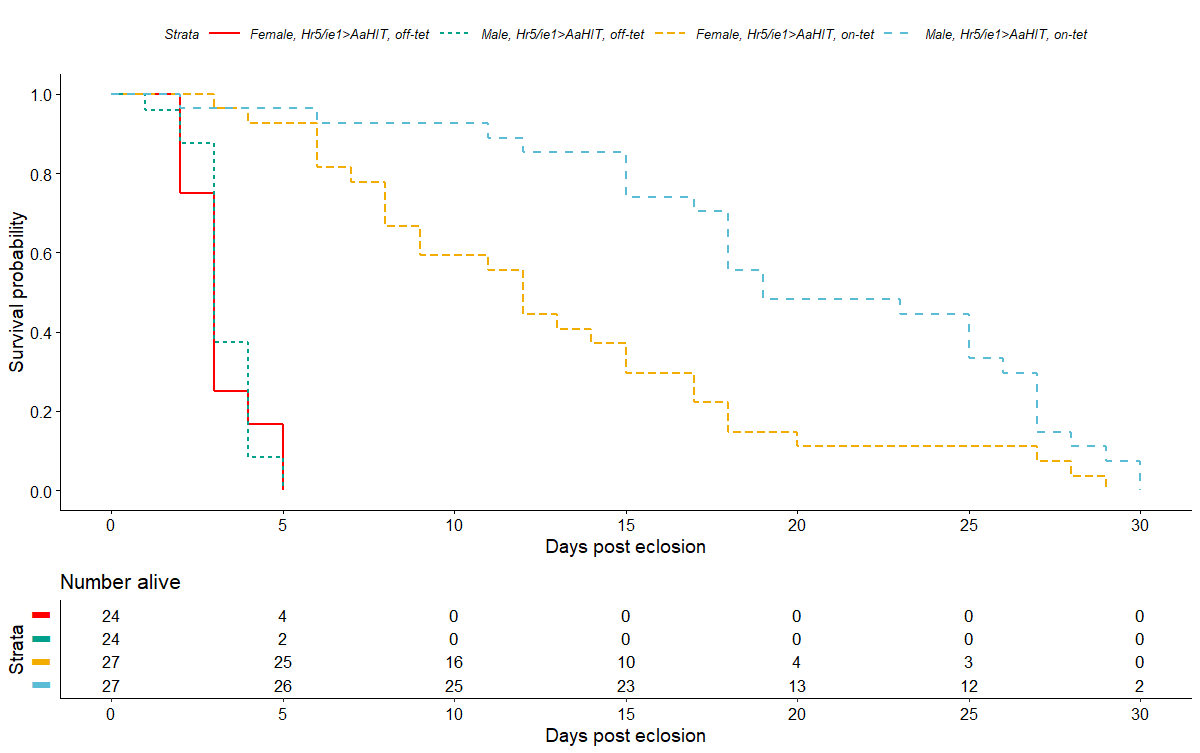 Strata Female, Hr5/ie1>AaHIT, off-tet Male, Hr5/ie1>AaHIT, off-tet Female, Hr5/ie1>AaHIT, on-tet Male, Hr5/ie1>AaHIT, on-tet
Survival probability
1.0
0.8
0.6
0.4
0.2
0.0
0 5 10 15 20 25 30
Days post eclosion
Number alive
Strata
24 4 0 0 0 0 0
24 2 0 0 0 0 0
27 25 16 10 4 3 0
27 26 25 23 13 12 2
0 5 10 15 20 25 30
Days post eclosion